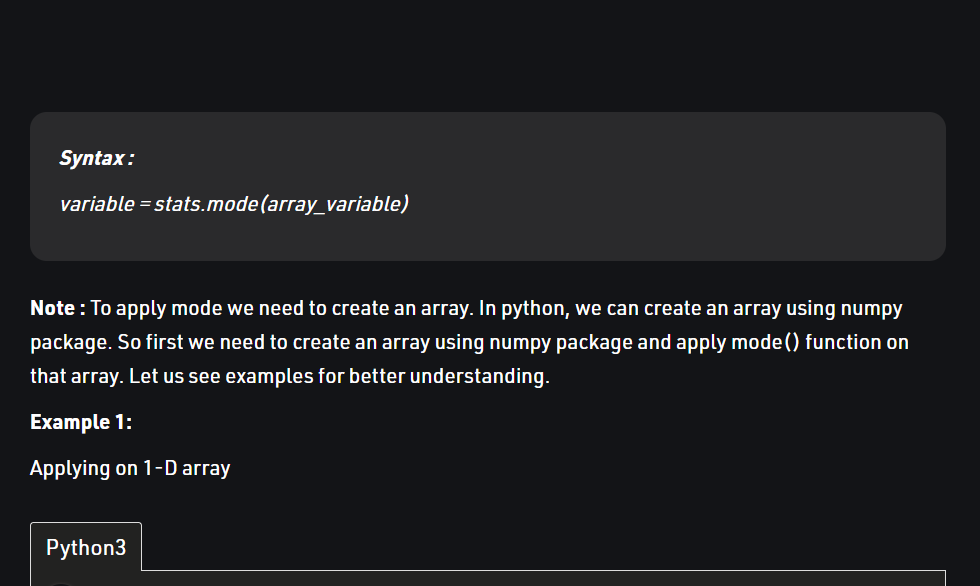 Syntax :
variable = stats.mode(array_variable)
Note : To apply mode we need to create an array. In python, we can create an array using numpy
package. So first we need to create an array using numpy package and apply mode() function on
that array. Let us see examples for better understanding.
Example 1:
Applying on 1-D array
Python3